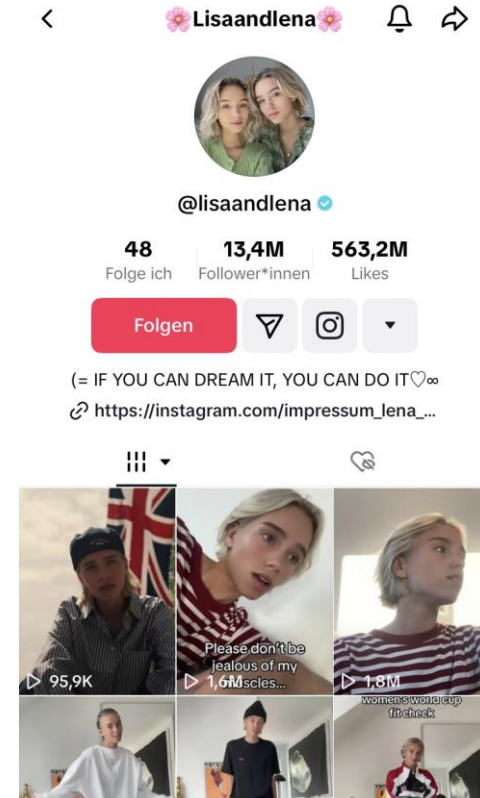 🌸Lisaandlena🌸
@lisaandlena
48 13,4M 563,2M
Folge ich Follower*innen Likes
Folgen
(= IF YOU CAN DREAM IT, YOU CAN DO IT♡∞
https://instagram.com/impressum_lena_...
Please don't be
jealous of my
muscles...
95,9K 1,6M 1,8M
women's world cup
fit check